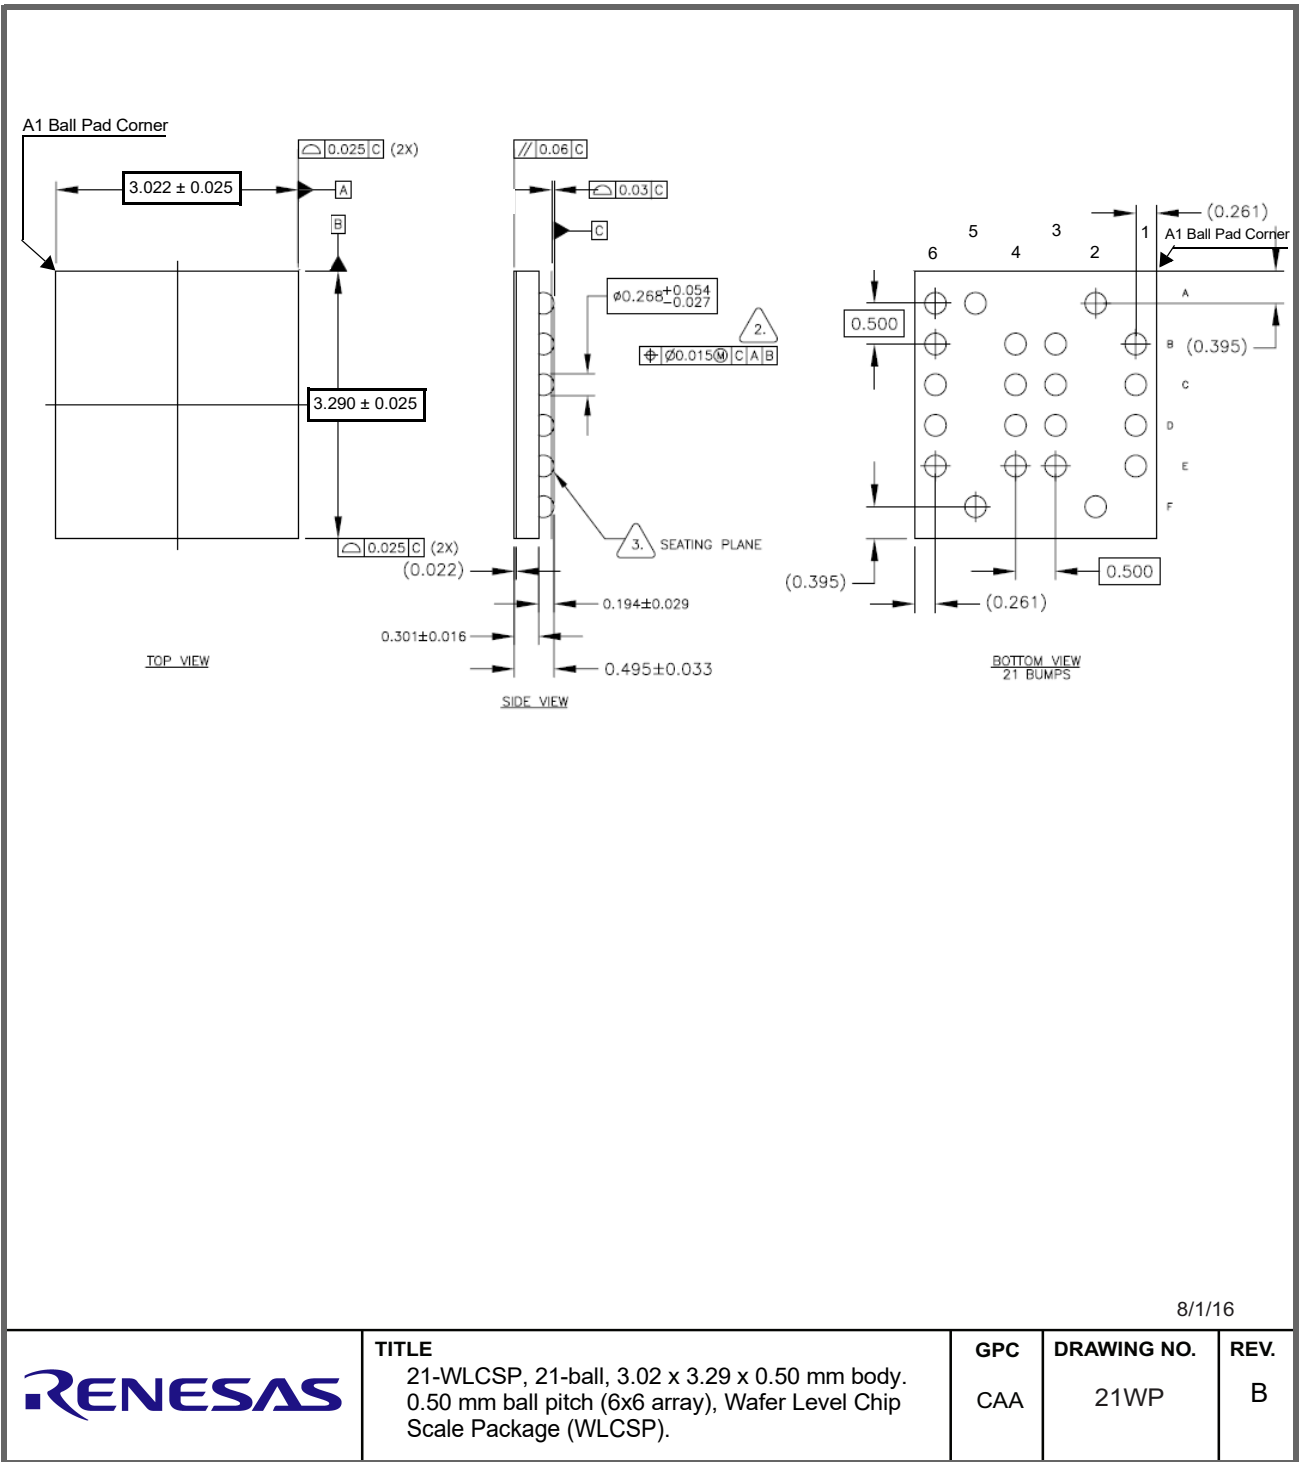 A1 Ball Pad Corner
⌓ 0.025 C (2X)
3.022 ± 0.025
A
B
3.290 ± 0.025
⌓ 0.025 C (2X)
TOP VIEW
// 0.06 C
⌓ 0.03 C
C
Ø0.268 +0.054
-0.027
2.
⌖ Ø0.015Ⓜ C A B
3. SEATING PLANE
(0.022)
0.194±0.029
0.301±0.016
0.495±0.033
SIDE VIEW
(0.261)
A1 Ball Pad Corner
6 5 4 3 2 1
0.500
A
B (0.395)
C
D
E
F
(0.395)
0.500
(0.261)
BOTTOM VIEW
21 BUMPS
8/1/16
RENESAS
TITLE
21-WLCSP, 21-ball, 3.02 x 3.29 x 0.50 mm body.
0.50 mm ball pitch (6x6 array), Wafer Level Chip
Scale Package (WLCSP).
GPC
CAA
DRAWING NO.
21WP
REV.
B